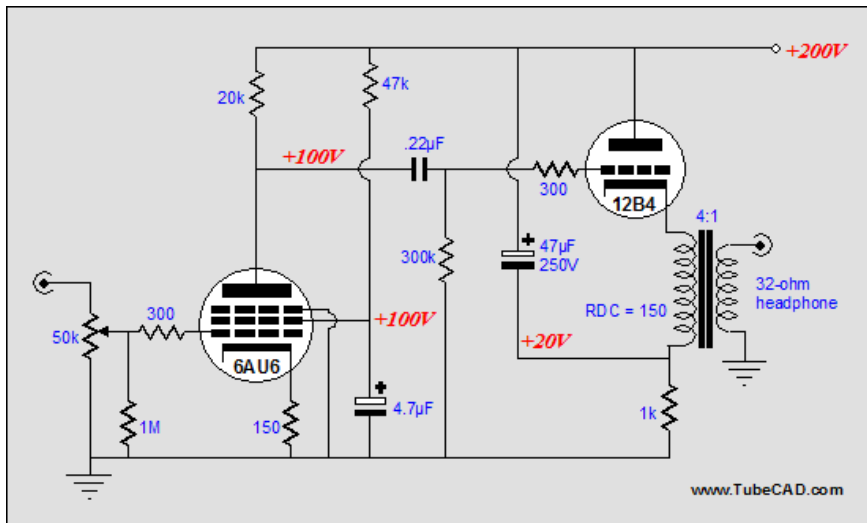 +200V
20k
47k
+100V
.22µF
300
12B4
4:1
300k
47µF
250V
32-ohm
headphone
RDC = 150
300
50k
+100V
+20V
6AU6
1M
150
4.7µF
1k
www.TubeCAD.com